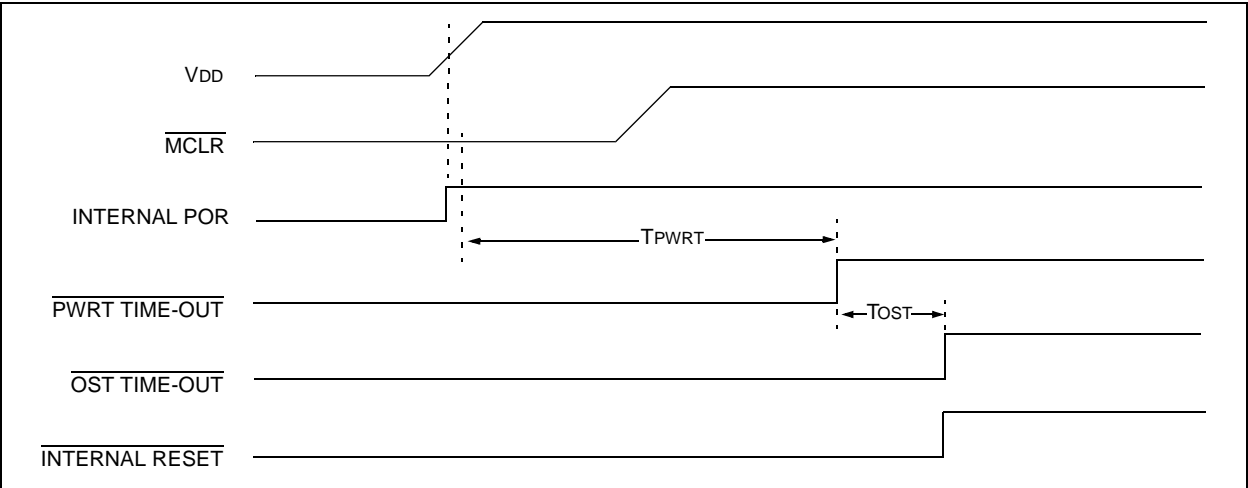 VDD
MCLR
INTERNAL POR
TPWRT
PWRT TIME-OUT
TOST
OST TIME-OUT
INTERNAL RESET